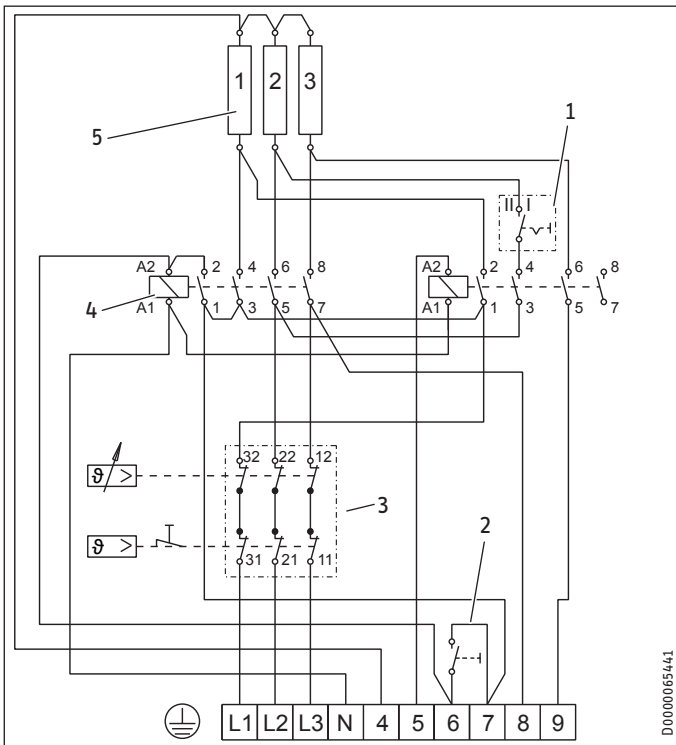 1 2 3
5
1
II I
A2 2 4 6 8 A2 2 4 6 8
4
A1 1 3 5 7 A1 1 3 5 7
32 22 12
ϑ >
3
ϑ >
31 21 11
2
L1 L2 L3 N 4 5 6 7 8 9
D0000065441